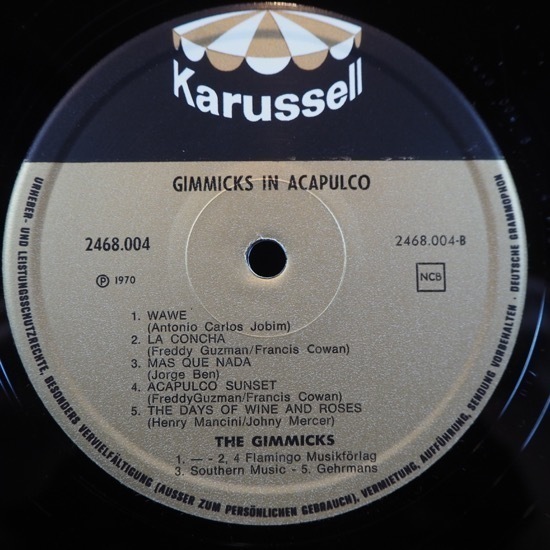 Karussell
GIMMICKS IN ACAPULCO
2468.004
2468.004-B
Ⓟ 1970
NCB
1. WAWE
(Antonio Carlos Jobim)
2. LA CONCHA
(Freddy Guzman/Francis Cowan)
3. MAS QUE NADA
(Jorge Ben)
4. ACAPULCO SUNSET
(FreddyGuzman/Francis Cowan)
5. THE DAYS OF WINE AND ROSES
(Henry Mancini/Johny Mercer)
THE GIMMICKS
1. — - 2, 4 Flamingo Musikförlag
3. Southern Music - 5. Gehrmans
URHEBER- UND LEISTUNGSSCHUTZRECHTE, BESONDERS VERVIELFÄLTIGUNG (AUSSER ZUM PERSÖNLICHEN GEBRAUCH), VERMIETUNG, AUFFÜHRUNG, SENDUNG VORBEHALTEN · DEUTSCHE GRAMMOPHON